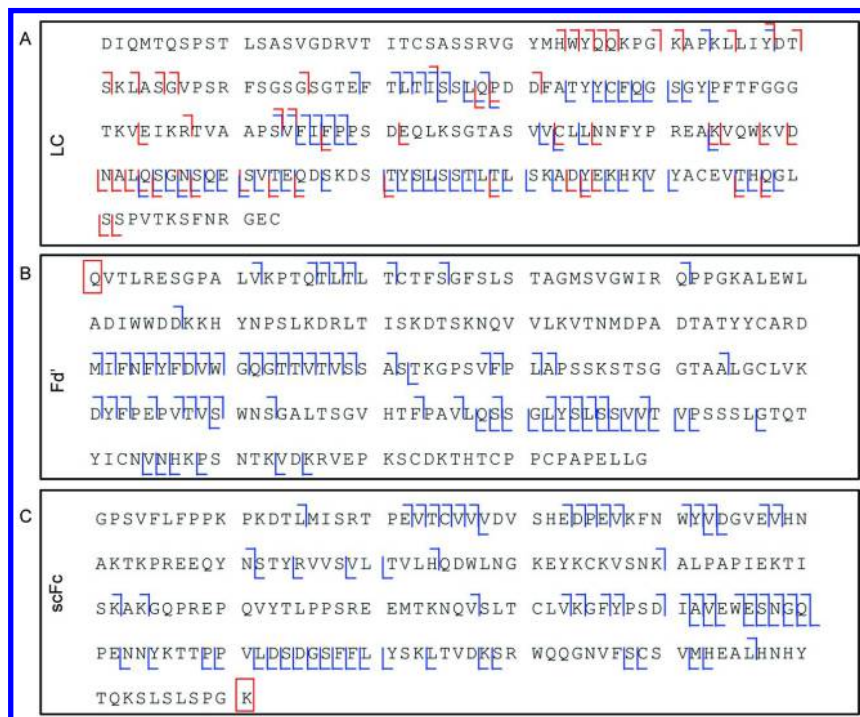 A
DIQMTQSPST LSASVGDRVT ITCSASSRVG YMHWYQQKPG KAPKLLIYDT
SKLASGVPSR FSGSGSGTEF TLTISSLQPD DFATYYCFQG SGYPFTFGGG
TKVEIKRTVA APSVFIFPPS DEQLKSGTAS VVCLLNNFYP REAKVQWKVD
NALQSGNSQE SVTEQDSKDS TYSLSSTLTL SKADYEKHKV YACEVTHQGL
SSPVTKSFNR GEC
LC
B
QVTLRESGPA LVKPTQTLTL TCTFSGFSLS TAGMSVGWIR QPPGKALEWL
ADIWWDDKKH YNPSLKDRLT ISKDTSKNQV VLKVTNMDPA DTATYYCARD
MIFNFYFDVW GQGTTVTVSS ASTKGPSVFP LAPSSKSTSG GTAALGCLVK
DYFPEPVTVS WNSGALTSGV HTFPAVLQSS GLYSLSSVVT VPSSSLGTQT
YICNVNHKPS NTKVDKRVEP KSCDKTHTCP PCPAPELLG
Fd'
C
GPSVFLFPPK PKDTLMISRT PEVTCVVVDV SHEDPEVKFN WYVDGVEVHN
AKTKPREEQY NSTYRVVSVL TVLHQDWLNG KEYKCKVSNK ALPAPIEKTI
SKAKGQPREP QVYTLPPSRE EMTKNQVSLT CLVKGFYPSD IAVEWESNGQ
PENNYKTTPP VLDSDGSFFL YSKLTVDKSR WQQGNVFSCS VMHEALHNHY
TQKSLSLSPG K
scFc